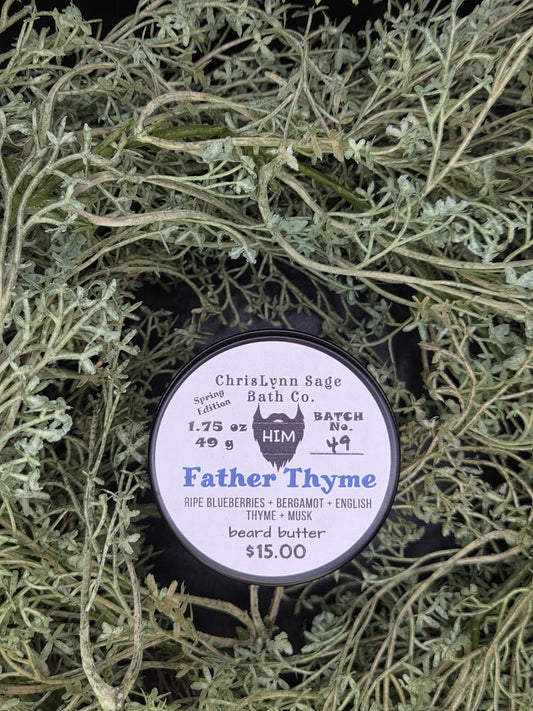 ChrisLynn Sage
Bath Co.
Spring
Edition
1.75 oz
49 g
HIM
BATCH
No.
49
Father Thyme
RIPE BLUEBERRIES + BERGAMOT + ENGLISH
THYME + MUSK
beard butter
$15.00